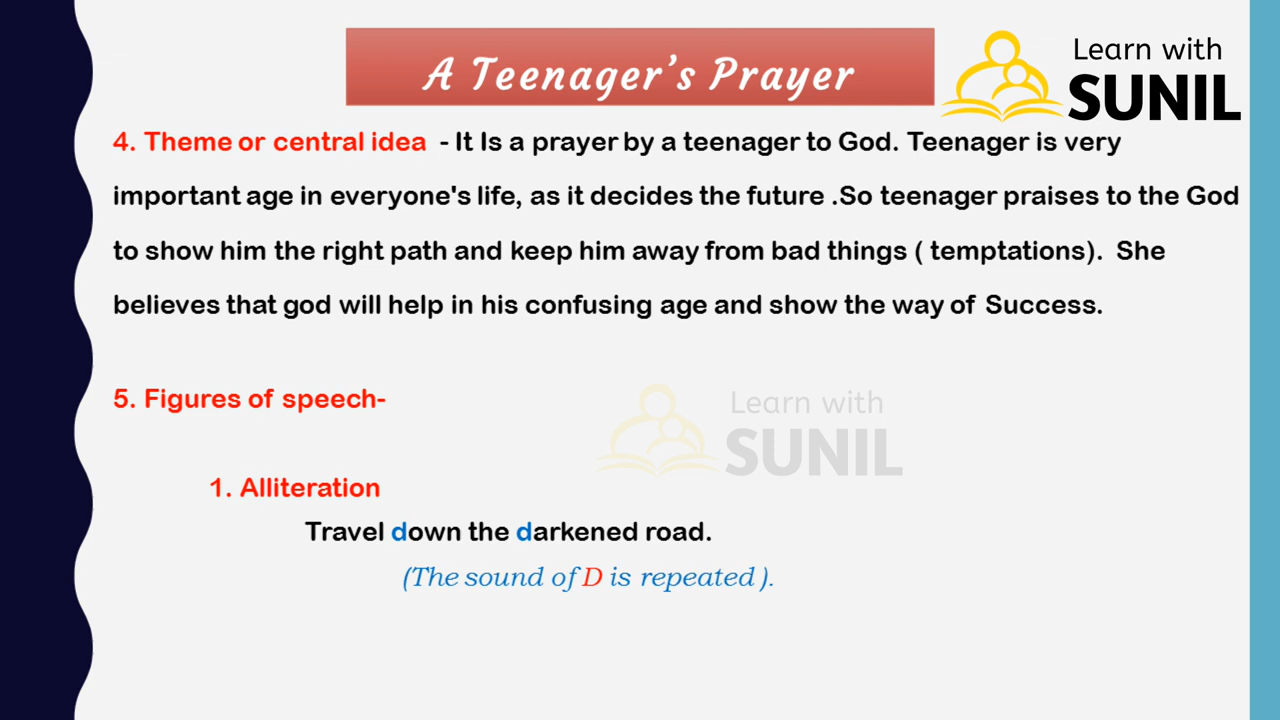 A Teenager's Prayer
Learn with
SUNIL
4. Theme or central idea - It Is a prayer by a teenager to God. Teenager is very
important age in everyone's life, as it decides the future .So teenager praises to the God
to show him the right path and keep him away from bad things ( temptations). She
believes that god will help in his confusing age and show the way of Success.
5. Figures of speech-
Learn with
SUNIL
1. Alliteration
Travel down the darkened road.
(The sound of D is repeated ).